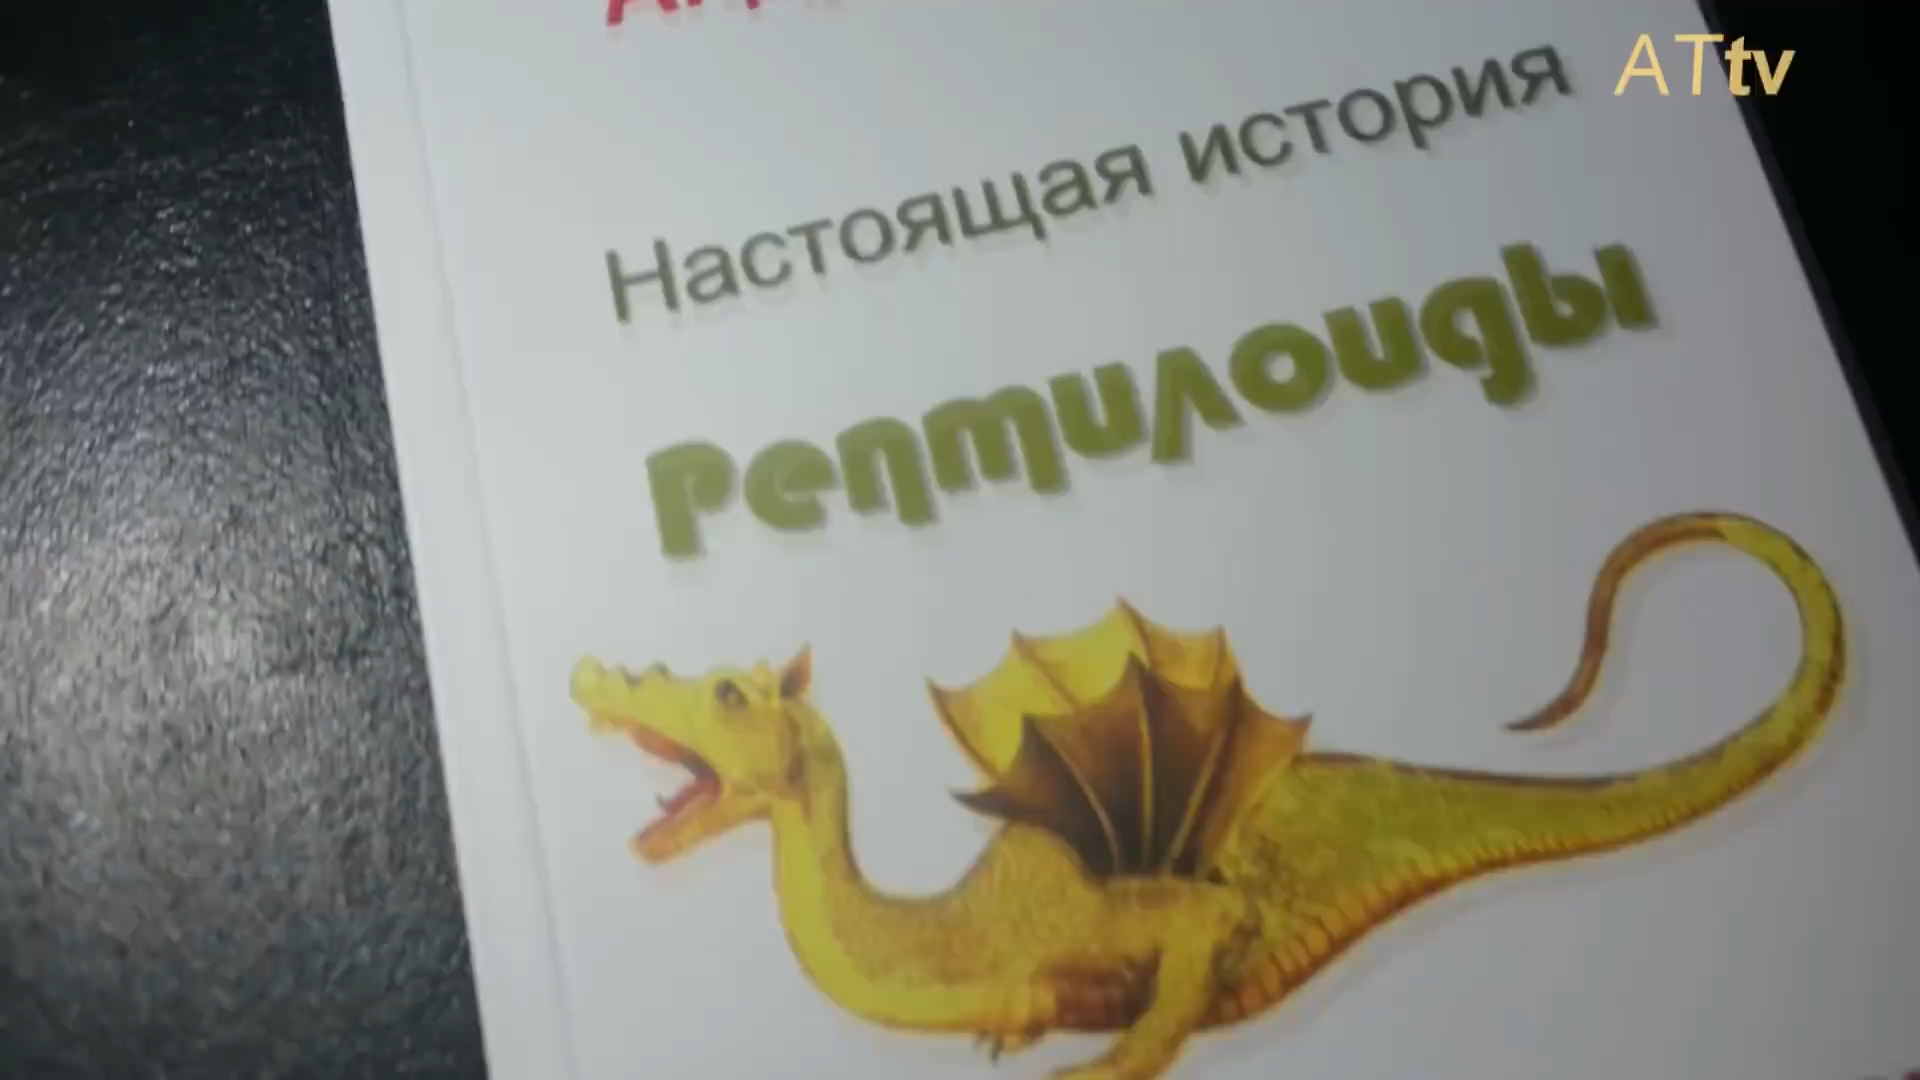 ATtv
Настоящая история
Рептилоиды